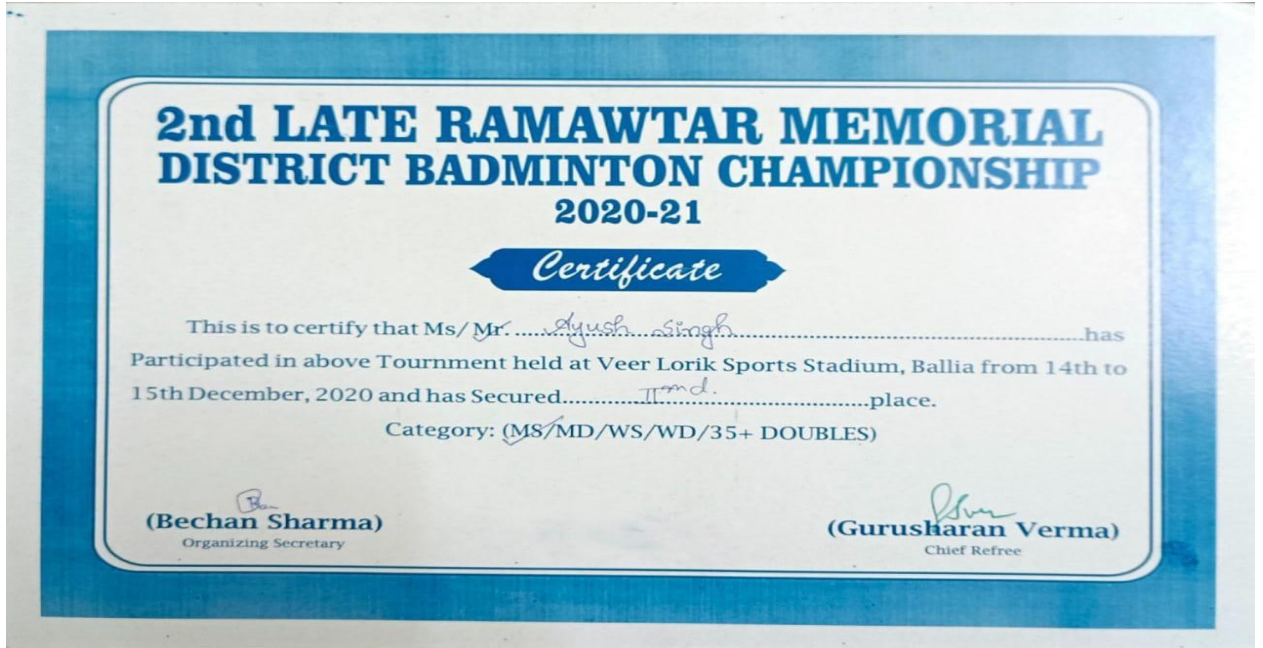 2nd LATE RAMAWTAR MEMORIAL
DISTRICT BADMINTON CHAMPIONSHIP
2020-21
Certificate
This is to certify that Ms/ Mr. .....Ayush Singh.....has
Participated in above Tournment held at Veer Lorik Sports Stadium, Ballia from 14th to
15th December, 2020 and has Secured.....IInd.....place.
Category: (MS/MD/WS/WD/35+ DOUBLES)
(Bechan Sharma)
Organizing Secretary
(Gurusharan Verma)
Chief Refree